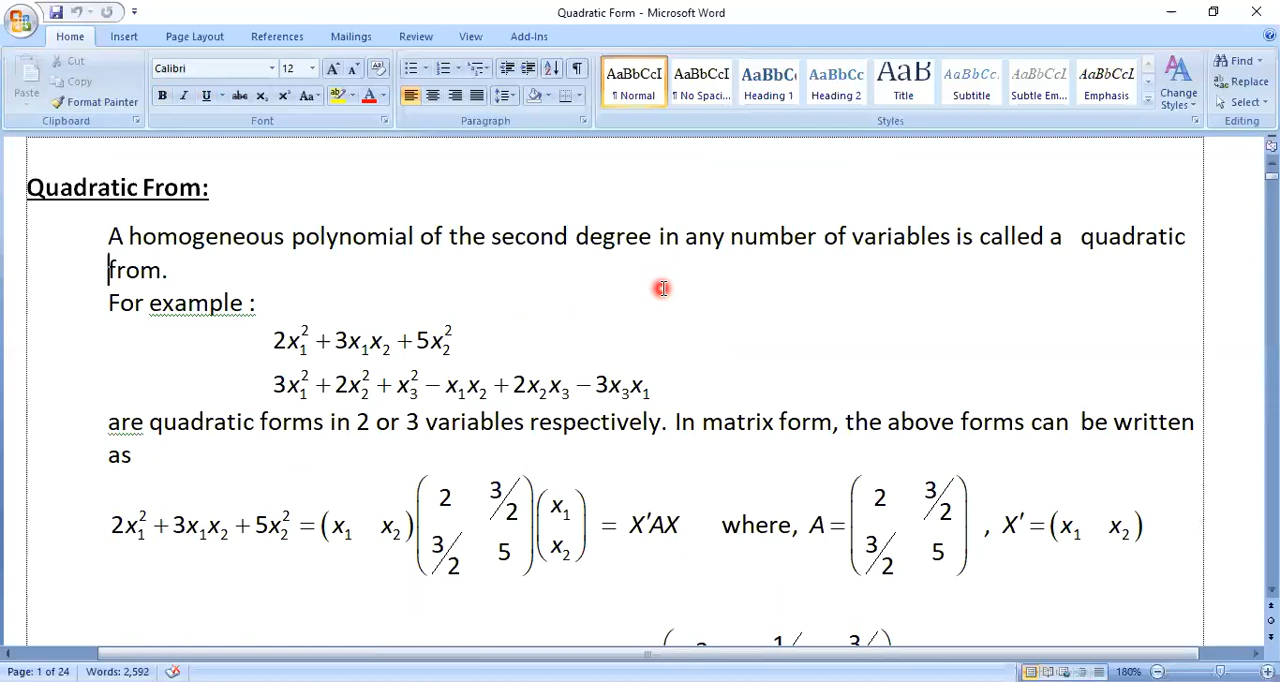 Quadratic Form - Microsoft Word
Home Insert Page Layout References Mailings Review View Add-Ins
Paste Cut Copy Format Painter
Calibri 12
B I U abc x₂ x² Aa A
AaBbCcI AaBbCcI AaBbC AaBbCc AaB AaBbCc. AaBbCcI AaBbCcI
¶ Normal ¶ No Spaci... Heading 1 Heading 2 Title Subtitle Subtle Em... Emphasis
Change Styles
Find Replace Select
Clipboard Font Paragraph Styles Editing
Quadratic From:
A homogeneous polynomial of the second degree in any number of variables is called a quadratic
from.
For example :
2x₁² + 3x₁x₂ + 5x₂²
3x₁² + 2x₂² + x₃² − x₁x₂ + 2x₂x₃ − 3x₃x₁
are quadratic forms in 2 or 3 variables respectively. In matrix form, the above forms can be written
as
2x₁² + 3x₁x₂ + 5x₂² = (x₁ x₂) (2 3/2 3/2 5) (x₁ x₂) = X′AX where, A = (2 3/2 3/2 5) , X′ = (x₁ x₂)
Page: 1 of 24 Words: 2,592 180%